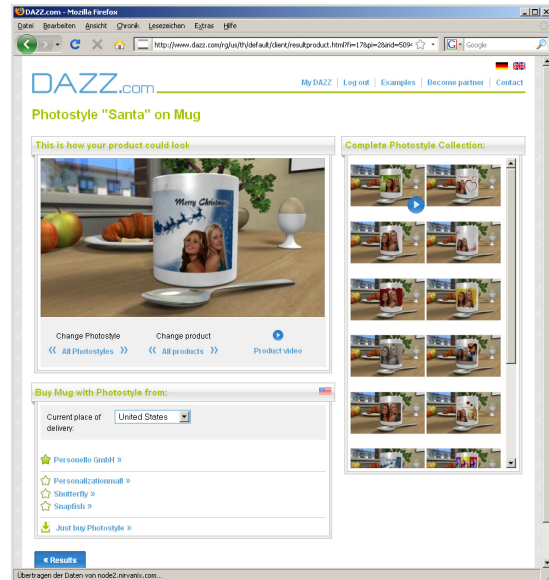 DAZZ.com - Mozilla Firefox
Datei Bearbeiten Ansicht Chronik Lesezeichen Extras Hilfe
http://www.dazz.com/rg/us/th/default/client/resultproduct.html?fi=17&pi=28&rid=509
Google
DAZZ.com
My DAZZ | Log out | Examples | Become partner | Contact
Photostyle "Santa" on Mug
This is how your product could look
Complete Photostyle Collection:
Merry Christmas
Change Photostyle
Change product
« All Photostyles »
« All products »
Product video
Buy Mug with Photostyle from:
Current place of delivery:
United States
Personello GmbH »
Personalizationmall »
Shutterfly »
Snapfish »
Just buy Photostyle »
« Results
Übertragen der Daten von node2.nirvanix.com...